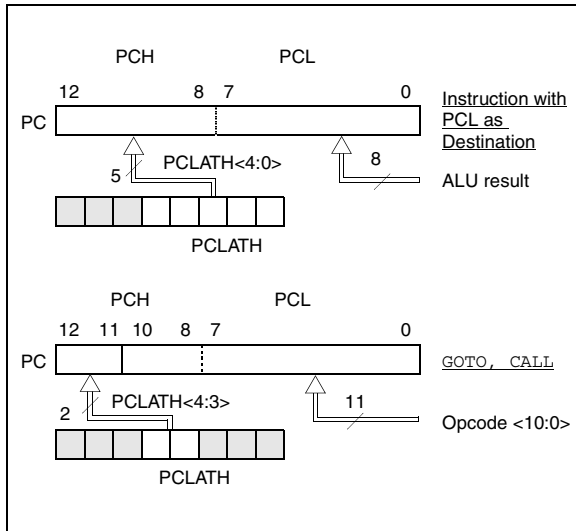 PCH PCL
12 8 7 0
PC
Instruction with
PCL as
Destination
5 PCLATH<4:0> 8
ALU result
PCLATH
PCH PCL
12 11 10 8 7 0
PC GOTO, CALL
2 PCLATH<4:3> 11
Opcode <10:0>
PCLATH